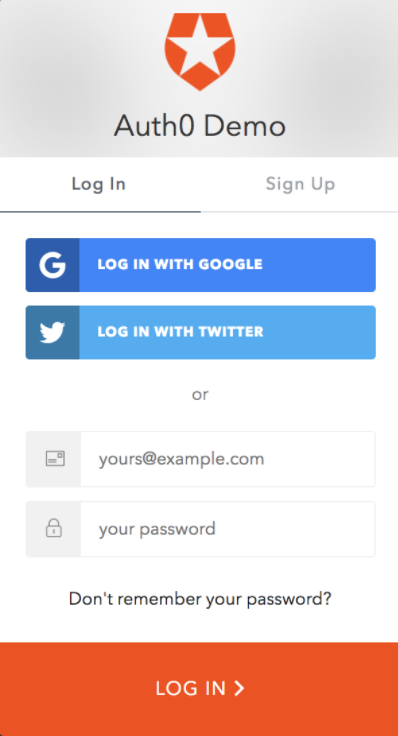 Auth0 Demo
Log In
Sign Up
LOG IN WITH GOOGLE
LOG IN WITH TWITTER
or
yours@example.com
your password
Don't remember your password?
LOG IN